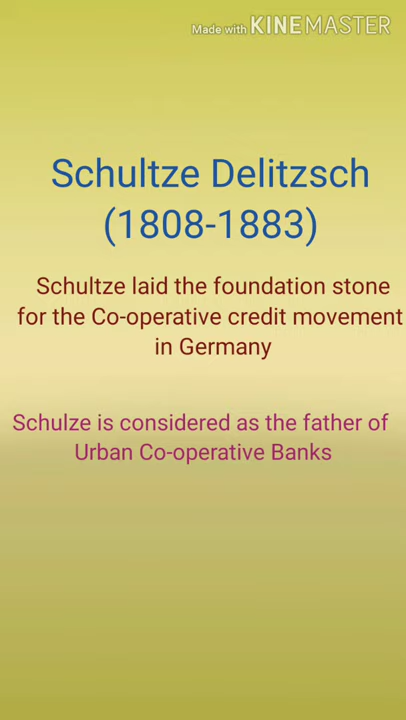 Made with KINEMASTER
Schultze Delitzsch
(1808-1883)
Schultze laid the foundation stone
for the Co-operative credit movement
in Germany
Schulze is considered as the father of
Urban Co-operative Banks